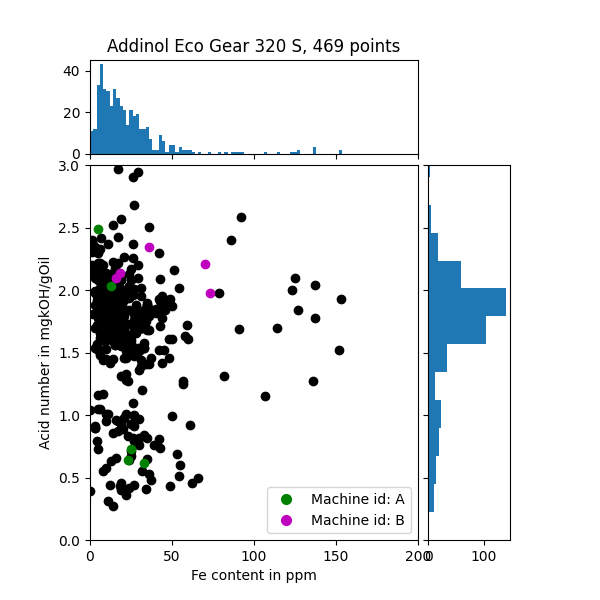 Addinol Eco Gear 320 S, 469 points
40
20
0
3.0
2.5
2.0
1.5
1.0
0.5
0.0
Acid number in mgkOH/gOil
Machine id: A
Machine id: B
0 50 100 150 200 0 100
Fe content in ppm